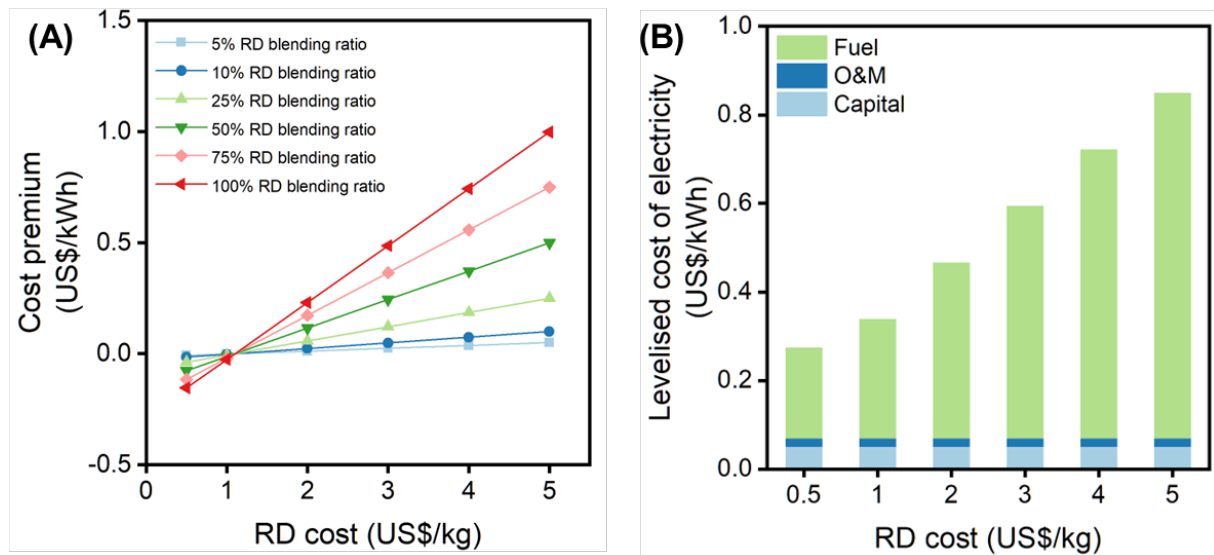 (A)
1.5
1.0
0.5
0.0
-0.5
Cost premium
(US$/kWh)
5% RD blending ratio
10% RD blending ratio
25% RD blending ratio
50% RD blending ratio
75% RD blending ratio
100% RD blending ratio
0 1 2 3 4 5
RD cost (US$/kg)
(B)
1.0
0.8
0.6
0.4
0.2
0.0
Levelised cost of electricity
(US$/kWh)
Fuel
O&M
Capital
0.5 1 2 3 4 5
RD cost (US$/kg)